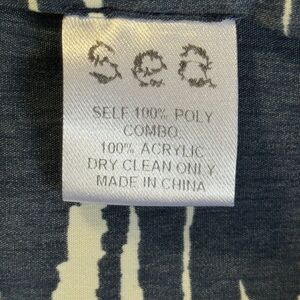 sea
SELF 100% POLY
COMBO
100% ACRYLIC
DRY CLEAN ONLY
MADE IN CHINA